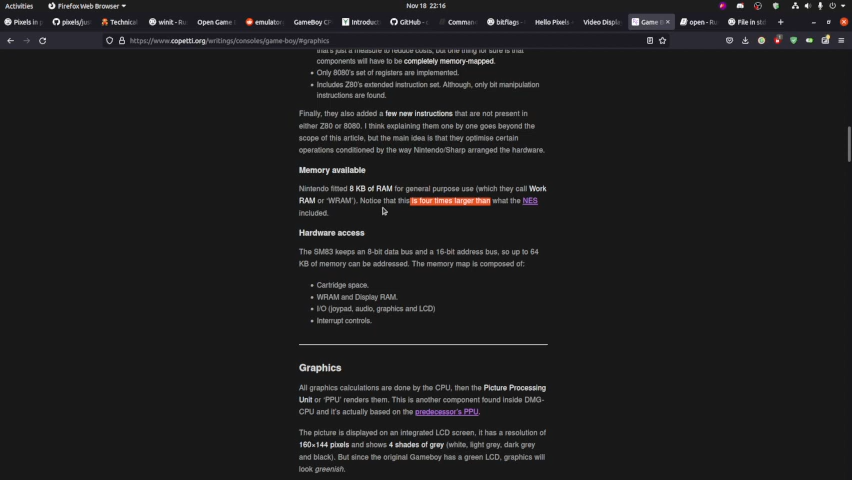 Activities Firefox Web Browser Nov 18 22:16
Pixels in p pixels/jus Technical winit - R Open Game emulator GameBoy CP Introduct GitHub - c Comman bitflags - Hello Pixels Video Displa Game B open - Ru File in std
https://www.copetti.org/writings/consoles/game-boy/#graphics
that's just a measure to reduce costs, but one thing for sure is that
components will have to be completely memory-mapped.
• Only 8080's set of registers are implemented.
• Includes Z80's extended instruction set. Although, only bit manipulation
instructions are found.
Finally, they also added a few new instructions that are not present in
either Z80 or 8080. I think explaining them one by one goes beyond the
scope of this article, but the main idea is that they optimise certain
operations conditioned by the way Nintendo/Sharp arranged the hardware.
Memory available
Nintendo fitted 8 KB of RAM for general purpose use (which they call Work
RAM or ‘WRAM’). Notice that this is four times larger than what the NES
included.
Hardware access
The SM83 keeps an 8-bit data bus and a 16-bit address bus, so up to 64
KB of memory can be addressed. The memory map is composed of:
• Cartridge space.
• WRAM and Display RAM.
• I/O (joypad, audio, graphics and LCD)
• Interrupt controls.
Graphics
All graphics calculations are done by the CPU, then the Picture Processing
Unit or ‘PPU’ renders them. This is another component found inside DMG-
CPU and it's actually based on the predecessor's PPU.
The picture is displayed on an integrated LCD screen, it has a resolution of
160×144 pixels and shows 4 shades of grey (white, light grey, dark grey
and black). But since the original Gameboy has a green LCD, graphics will
look greenish.